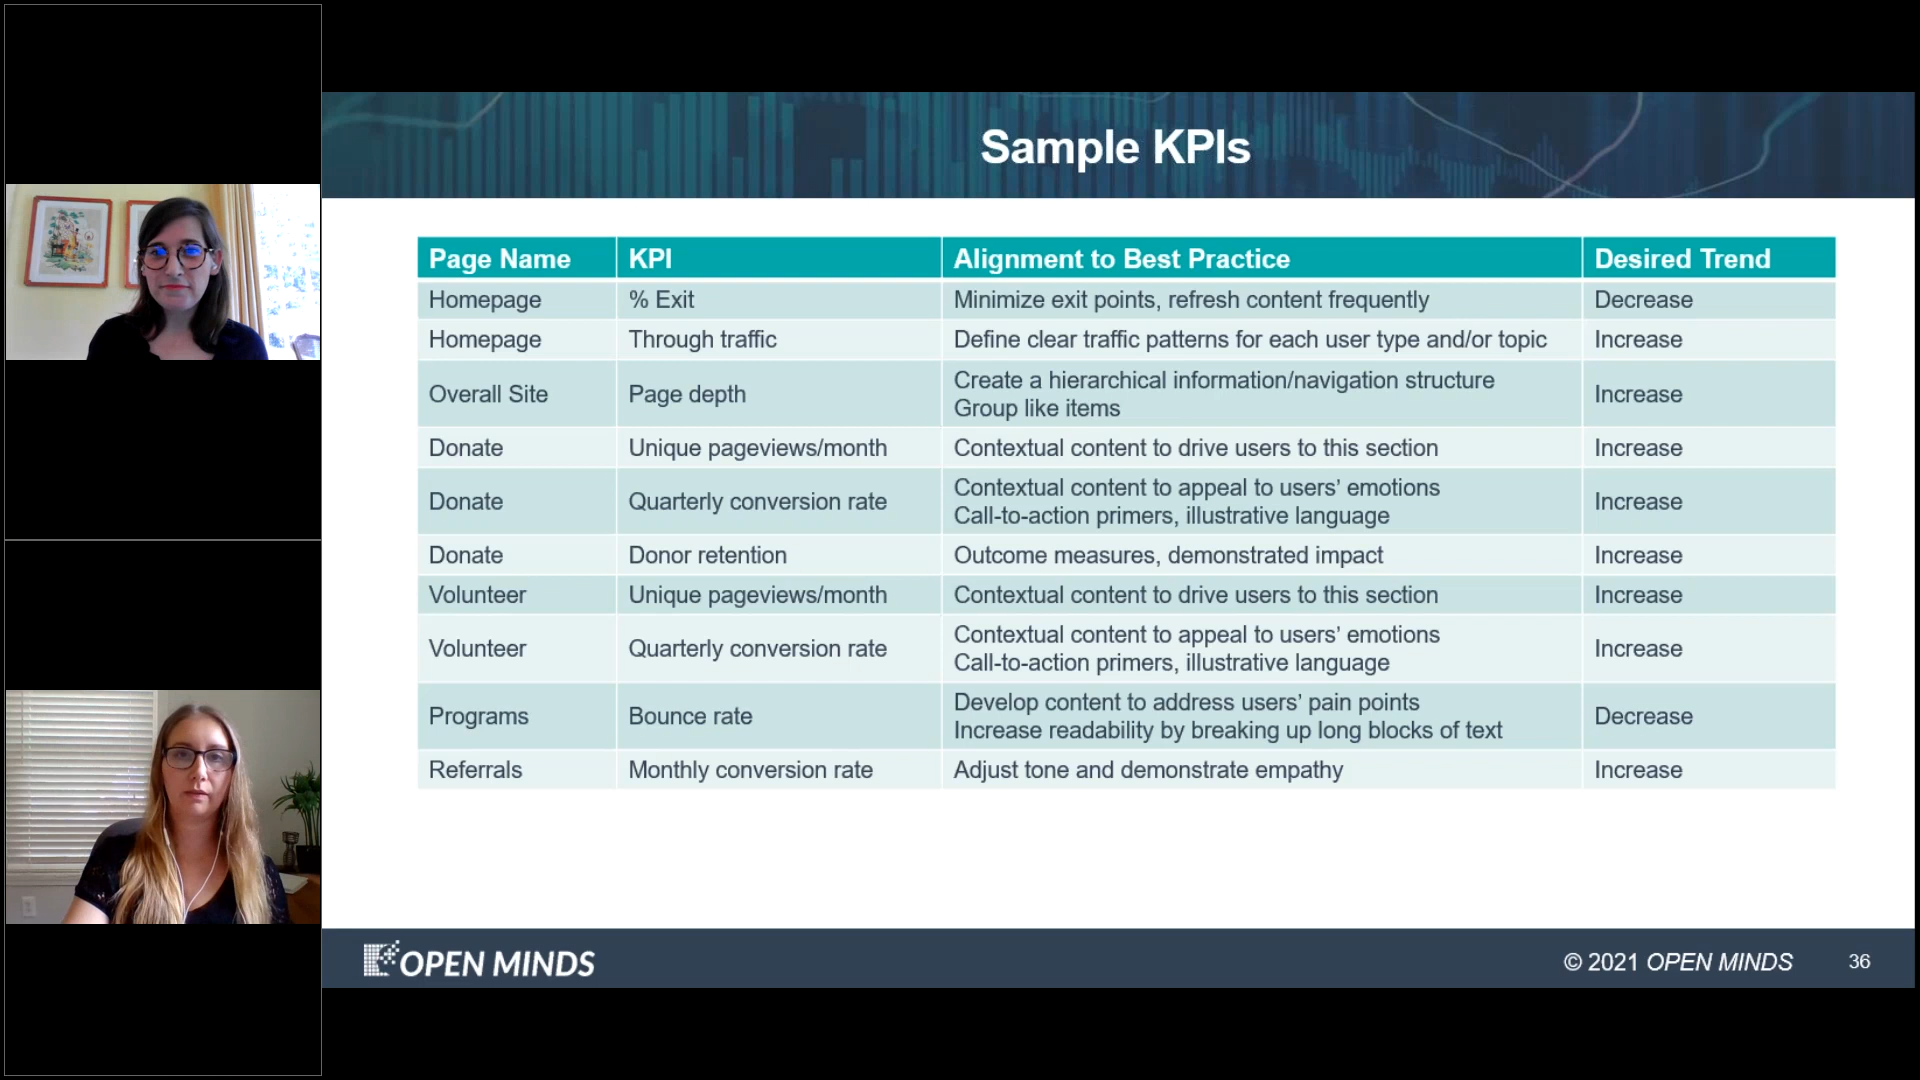 Sample KPIs
Page Name KPI Alignment to Best Practice Desired Trend
Homepage % Exit Minimize exit points, refresh content frequently Decrease
Homepage Through traffic Define clear traffic patterns for each user type and/or topic Increase
Overall Site Page depth Create a hierarchical information/navigation structure
Group like items Increase
Donate Unique pageviews/month Contextual content to drive users to this section Increase
Donate Quarterly conversion rate Contextual content to appeal to users’ emotions
Call-to-action primers, illustrative language Increase
Donate Donor retention Outcome measures, demonstrated impact Increase
Volunteer Unique pageviews/month Contextual content to drive users to this section Increase
Volunteer Quarterly conversion rate Contextual content to appeal to users’ emotions
Call-to-action primers, illustrative language Increase
Programs Bounce rate Develop content to address users’ pain points
Increase readability by breaking up long blocks of text Decrease
Referrals Monthly conversion rate Adjust tone and demonstrate empathy Increase
OPEN MINDS
© 2021 OPEN MINDS 36